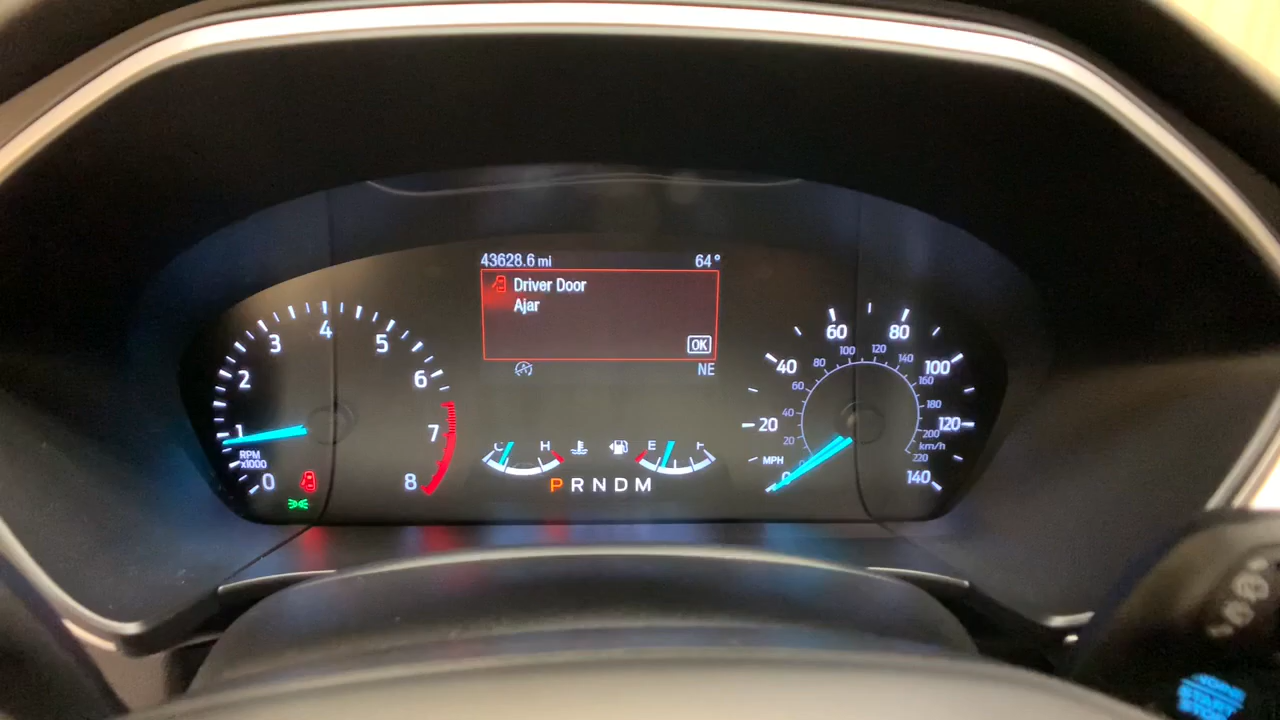 43628.6 mi 64°
Driver Door
Ajar
OK
NE
0 1 2 3 4 5 6 7 8
RPM
x1000
C H E F
P R N D M
0 20 40 60 80 100 120 140
MPH
20 40 60 80 100 120 140 160 180 200 220
km/h
START